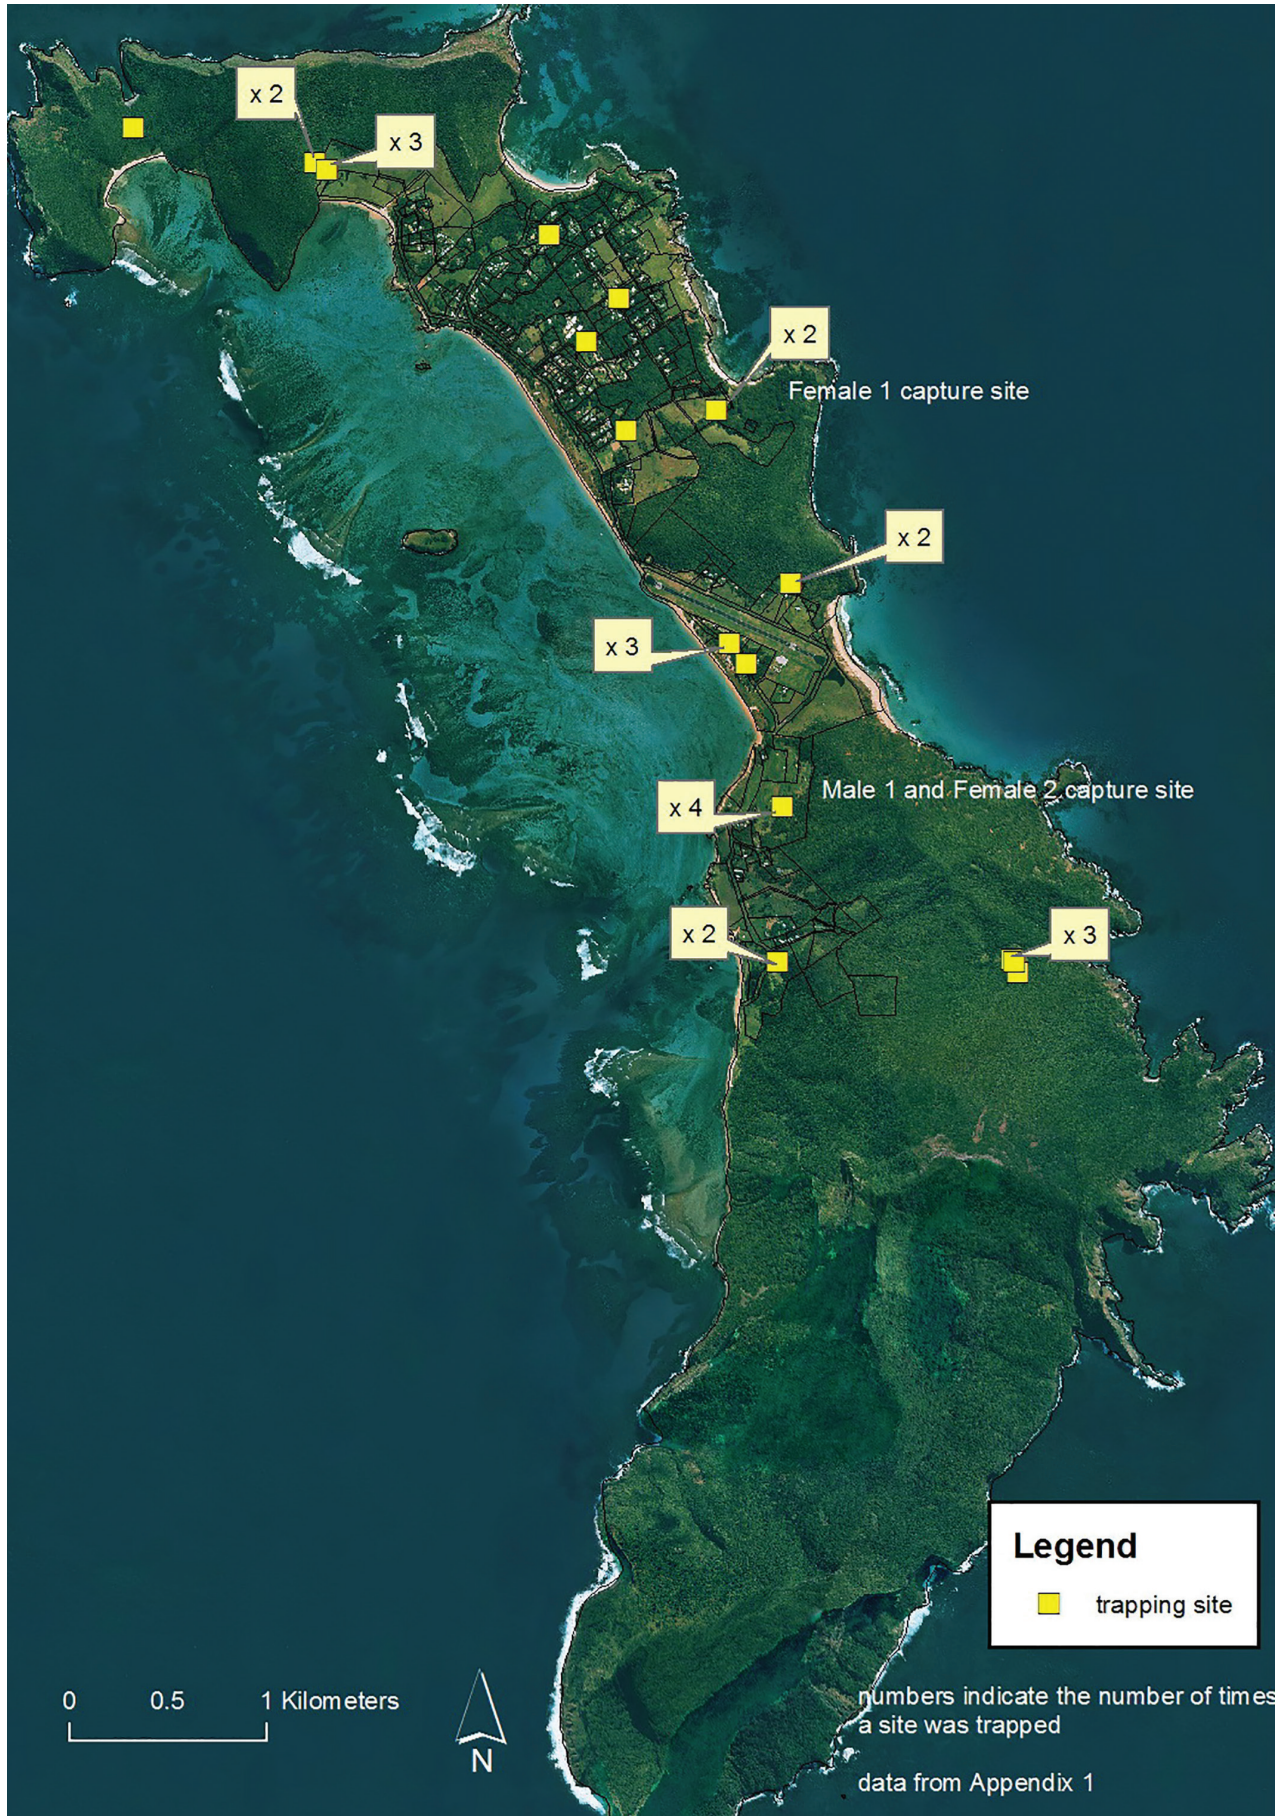 x 2
x 3
x 2
Female 1 capture site
x 2
x 3
Male 1 and Female 2 capture site
x 4
x 2
x 3
Legend
trapping site
0 0.5 1 Kilometers
N
numbers indicate the number of times
a site was trapped
data from Appendix 1